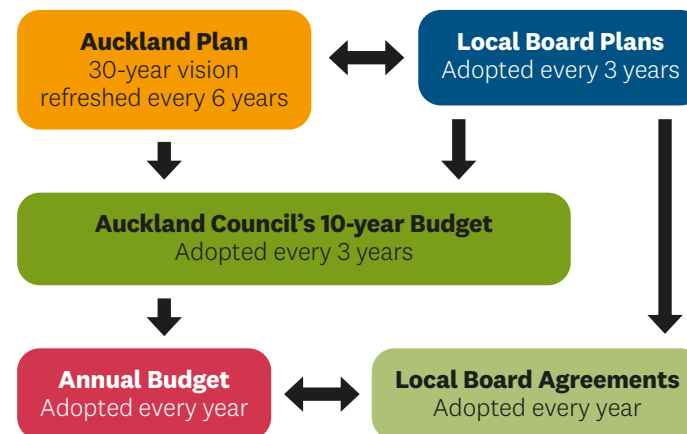 Auckland Plan
30-year vision
refreshed every 6 years
Local Board Plans
Adopted every 3 years
Auckland Council’s 10-year Budget
Adopted every 3 years
Annual Budget
Adopted every year
Local Board Agreements
Adopted every year